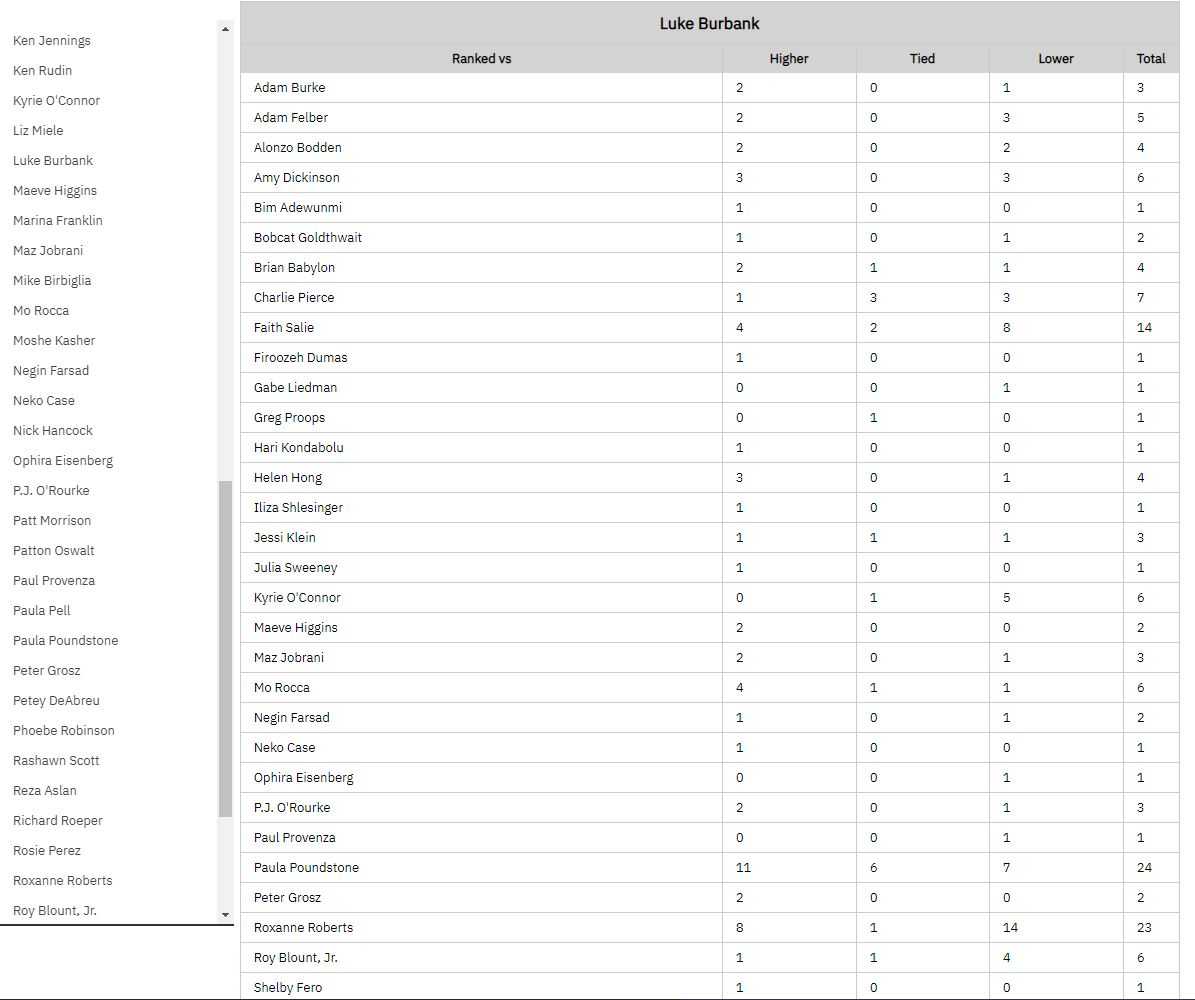 Ken Jennings
Ken Rudin
Kyrie O'Connor
Liz Miele
Luke Burbank
Maeve Higgins
Marina Franklin
Maz Jobrani
Mike Birbiglia
Mo Rocca
Moshe Kasher
Negin Farsad
Neko Case
Nick Hancock
Ophira Eisenberg
P.J. O'Rourke
Patt Morrison
Patton Oswalt
Paul Provenza
Paula Pell
Paula Poundstone
Peter Grosz
Petey DeAbreu
Phoebe Robinson
Rashawn Scott
Reza Aslan
Richard Roeper
Rosie Perez
Roxanne Roberts
Roy Blount, Jr.
Luke Burbank
Ranked vs Higher Tied Lower Total
Adam Burke 2 0 1 3
Adam Felber 2 0 3 5
Alonzo Bodden 2 0 2 4
Amy Dickinson 3 0 3 6
Bim Adewunmi 1 0 0 1
Bobcat Goldthwait 1 0 1 2
Brian Babylon 2 1 1 4
Charlie Pierce 1 3 3 7
Faith Salie 4 2 8 14
Firoozeh Dumas 1 0 0 1
Gabe Liedman 0 0 1 1
Greg Proops 0 1 0 1
Hari Kondabolu 1 0 0 1
Helen Hong 3 0 1 4
Iliza Shlesinger 1 0 0 1
Jessi Klein 1 1 1 3
Julia Sweeney 1 0 0 1
Kyrie O'Connor 0 1 5 6
Maeve Higgins 2 0 0 2
Maz Jobrani 2 0 1 3
Mo Rocca 4 1 1 6
Negin Farsad 1 0 1 2
Neko Case 1 0 0 1
Ophira Eisenberg 0 0 1 1
P.J. O'Rourke 2 0 1 3
Paul Provenza 0 0 1 1
Paula Poundstone 11 6 7 24
Peter Grosz 2 0 0 2
Roxanne Roberts 8 1 14 23
Roy Blount, Jr. 1 1 4 6
Shelby Fero 1 0 0 1